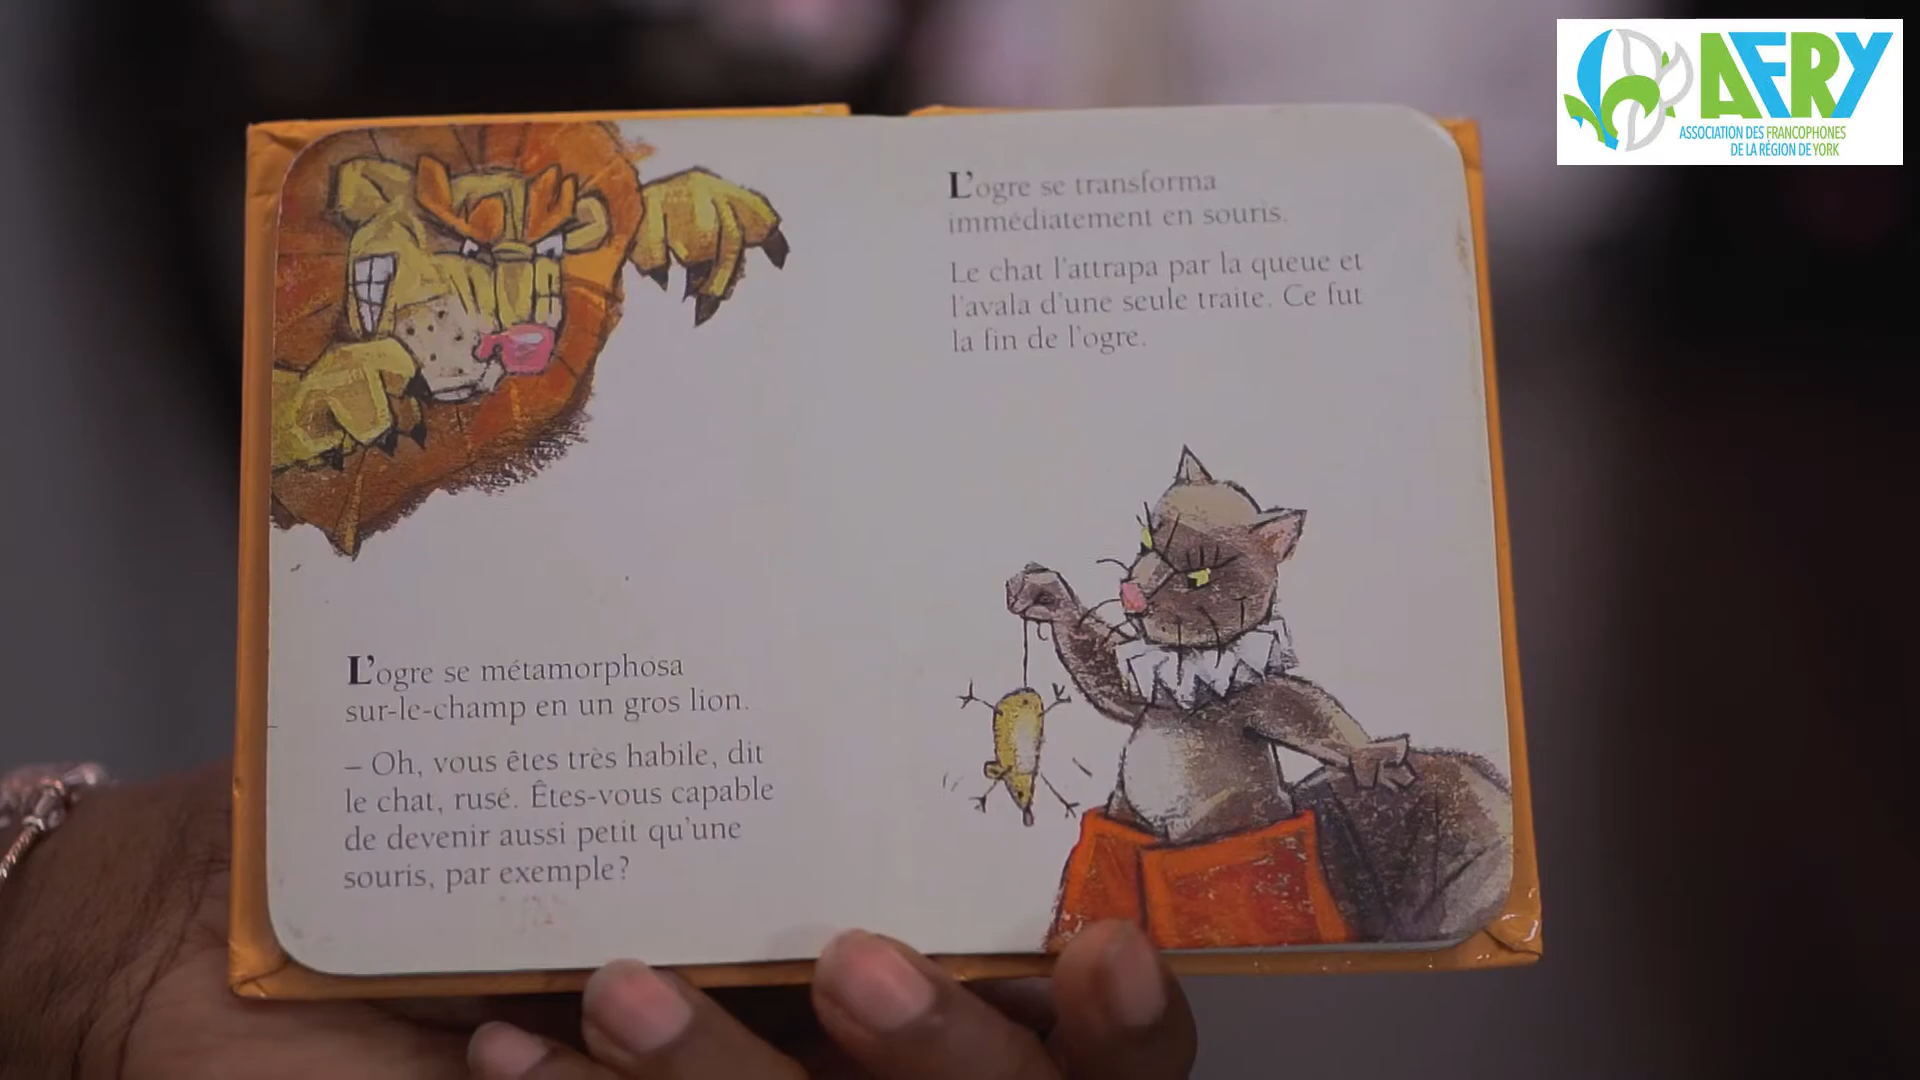 L'ogre se métamorphosa
sur-le-champ en un gros lion.
– Oh, vous êtes très habile, dit
le chat, rusé. Êtes-vous capable
de devenir aussi petit qu'une
souris, par exemple?
L'ogre se transforma
immédiatement en souris.
Le chat l'attrapa par la queue et
l'avala d'une seule traite. Ce fut
la fin de l'ogre.
AFRY
ASSOCIATION DES FRANCOPHONES
DE LA RÉGION DE YORK